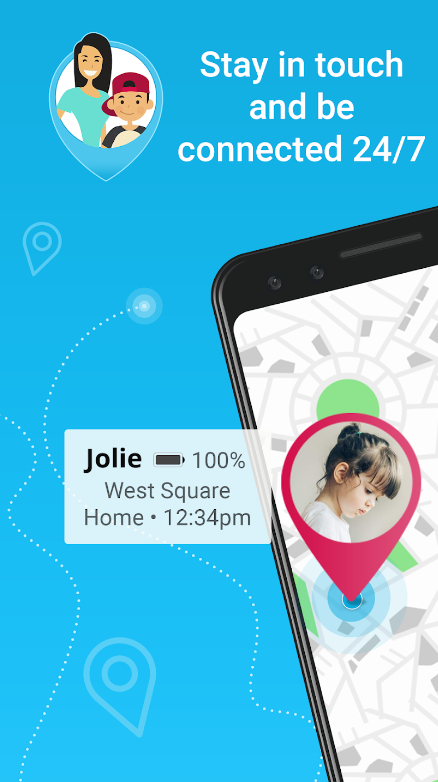 Stay in touch
and be
connected 24/7
Jolie 100%
West Square
Home • 12:34pm